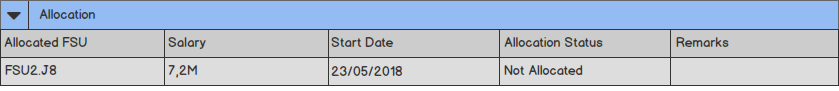 Allocation
Allocated FSU Salary Start Date Allocation Status Remarks
FSU2.J8 7,2M 23/05/2018 Not Allocated